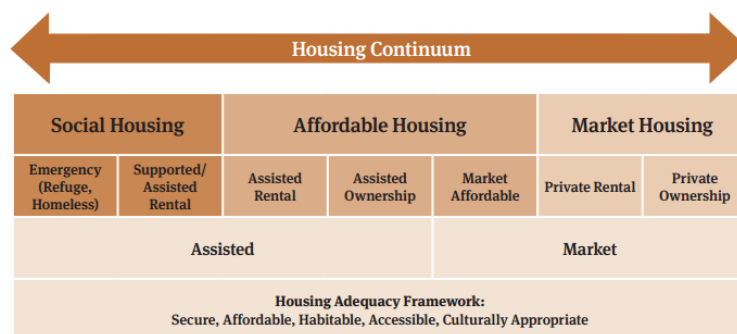 Housing Continuum
Social Housing
Affordable Housing
Market Housing
Emergency
(Refuge,
Homeless)
Supported/
Assisted
Rental
Assisted
Rental
Assisted
Ownership
Market
Affordable
Private Rental
Private
Ownership
Assisted
Market
Housing Adequacy Framework:
Secure, Affordable, Habitable, Accessible, Culturally Appropriate